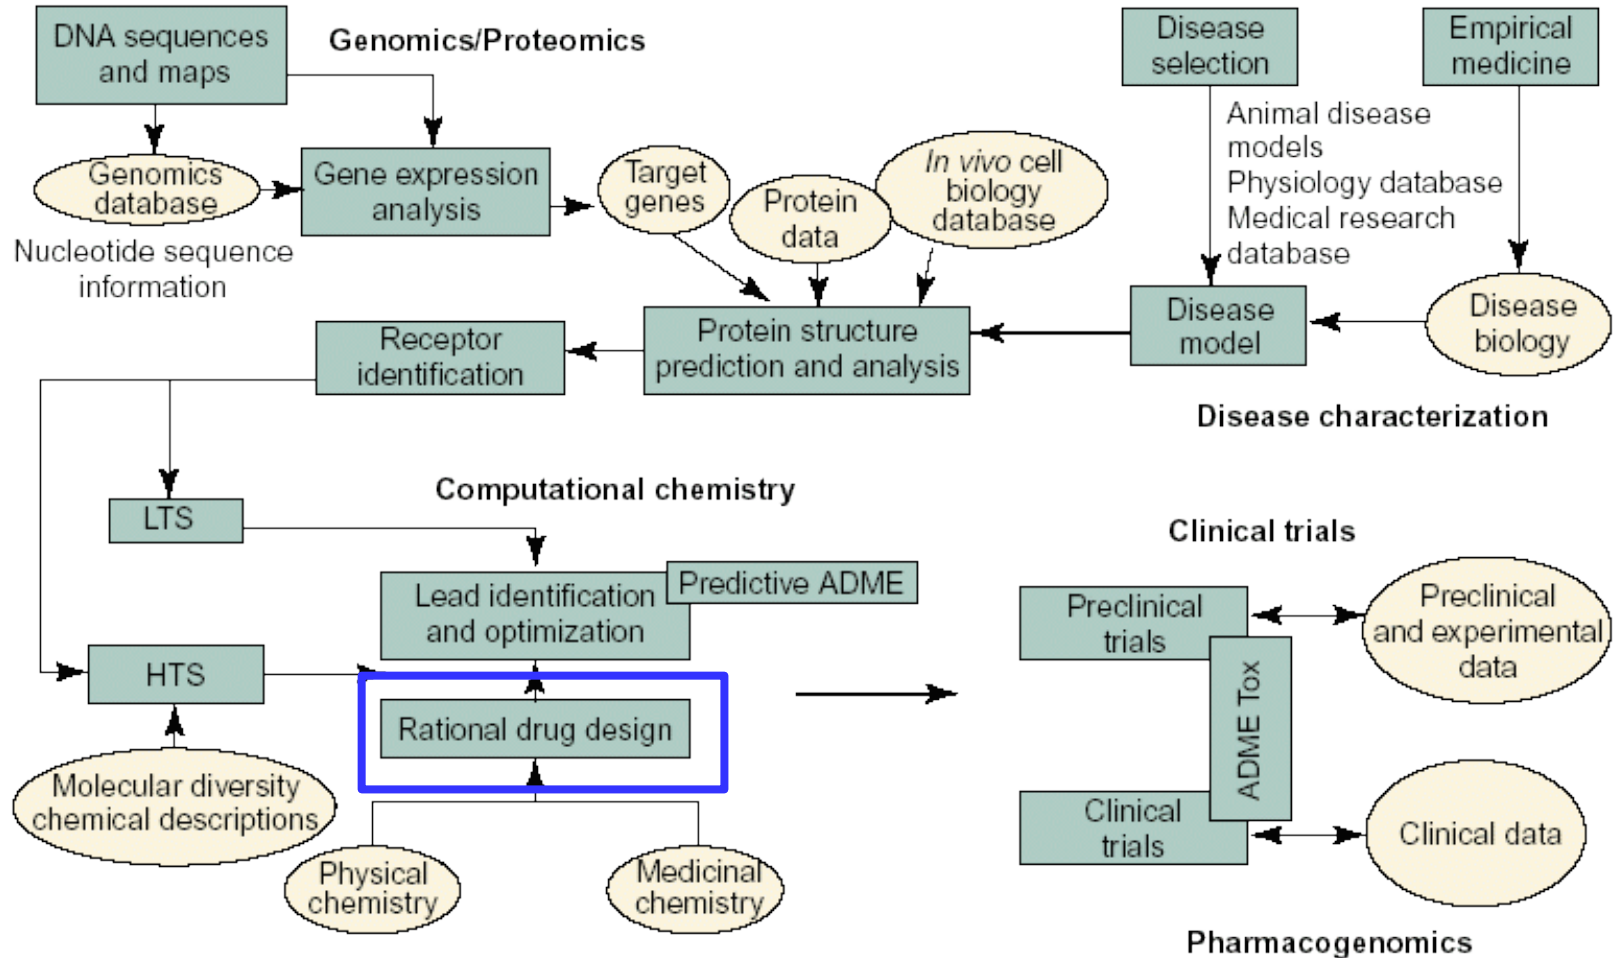 DNA sequences
and maps
Genomics/Proteomics
Disease
selection
Empirical
medicine
Genomics
database
Gene expression
analysis
Target
genes
Protein
data
In vivo cell
biology
database
Animal disease
models
Physiology database
Medical research
database
Nucleotide sequence
information
Receptor
identification
Protein structure
prediction and analysis
Disease
model
Disease
biology
Disease characterization
Computational chemistry
LTS
Lead identification
and optimization
Predictive ADME
HTS
Rational drug design
Molecular diversity
chemical descriptions
Physical
chemistry
Medicinal
chemistry
Clinical trials
Preclinical
trials
Preclinical
and experimental
data
ADME Tox
Clinical
trials
Clinical data
Pharmacogenomics